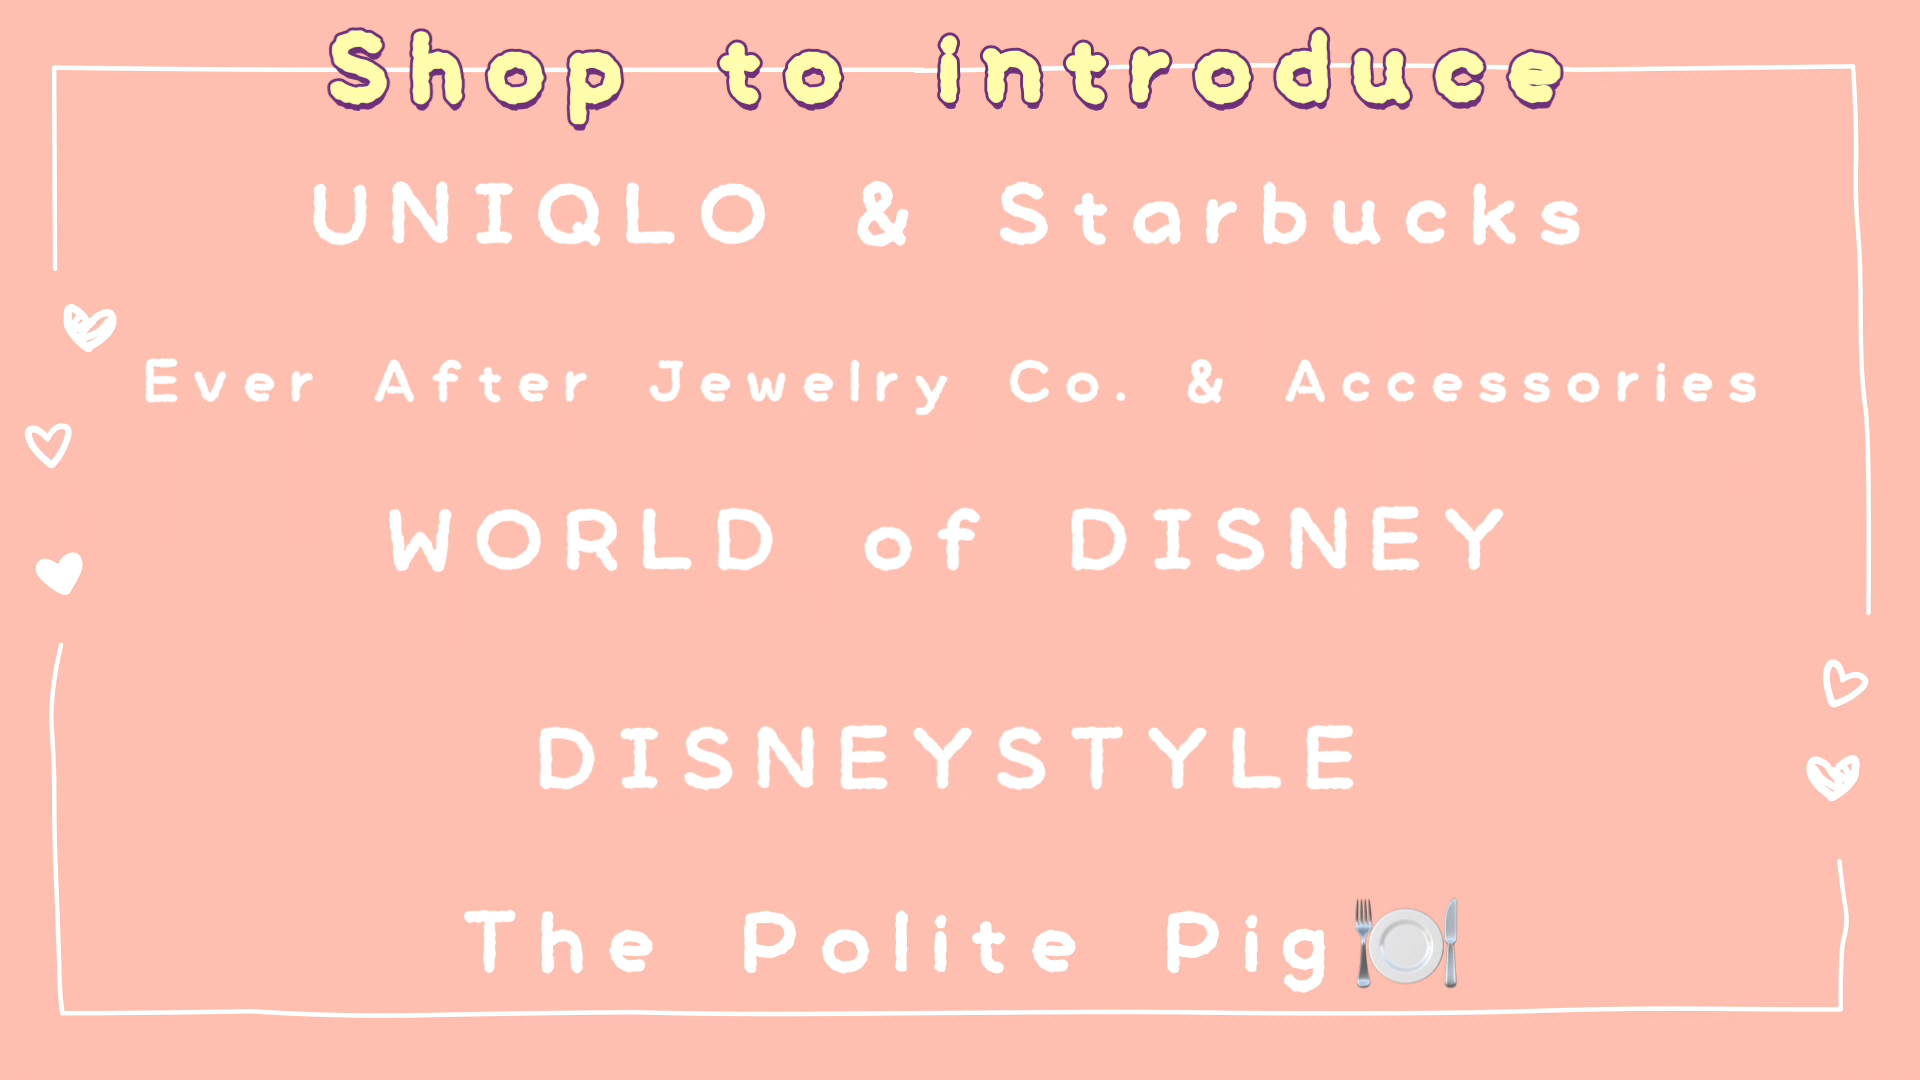 Shop to introduce
UNIQLO & Starbucks
Ever After Jewelry Co. & Accessories
WORLD of DISNEY
DISNEYSTYLE
The Polite Pig🍽️